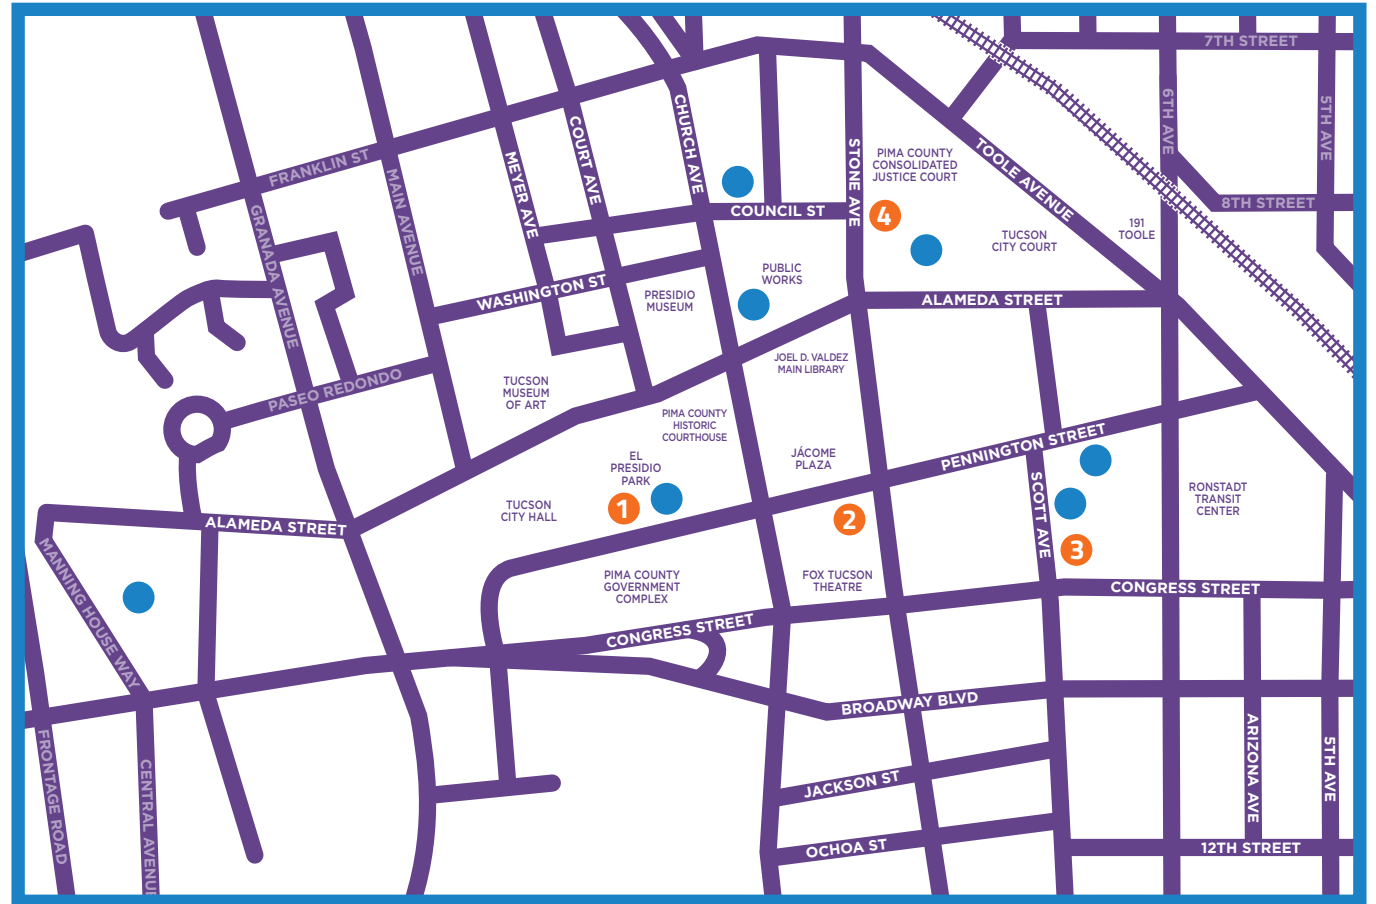 7TH STREET
6TH AVE
5TH AVE
CHURCH AVE
COURT AVE
MEYER AVE
STONE AVE
PIMA COUNTY
CONSOLIDATED
JUSTICE COURT
TOOLE AVENUE
FRANKLIN ST
MAIN AVENUE
GRANADA AVENUE
COUNCIL ST
4
8TH STREET
191
TOOLE
TUCSON
CITY COURT
PUBLIC
WORKS
WASHINGTON ST
PRESIDIO
MUSEUM
ALAMEDA STREET
JOEL D. VALDEZ
MAIN LIBRARY
PASEO REDONDO
TUCSON
MUSEUM
OF ART
PIMA COUNTY
HISTORIC
COURTHOUSE
PENNINGTON STREET
JÁCOME
PLAZA
EL
PRESIDIO
PARK
TUCSON
CITY HALL
1
2
SCOTT AVE
3
RONSTADT
TRANSIT
CENTER
ALAMEDA STREET
MANNING HOUSE WAY
PIMA COUNTY
GOVERNMENT
COMPLEX
FOX TUCSON
THEATRE
CONGRESS STREET
CONGRESS STREET
BROADWAY BLVD
FRONTAGE ROAD
CENTRAL AVENUE
ARIZONA AVE
5TH AVE
JACKSON ST
OCHOA ST
12TH STREET